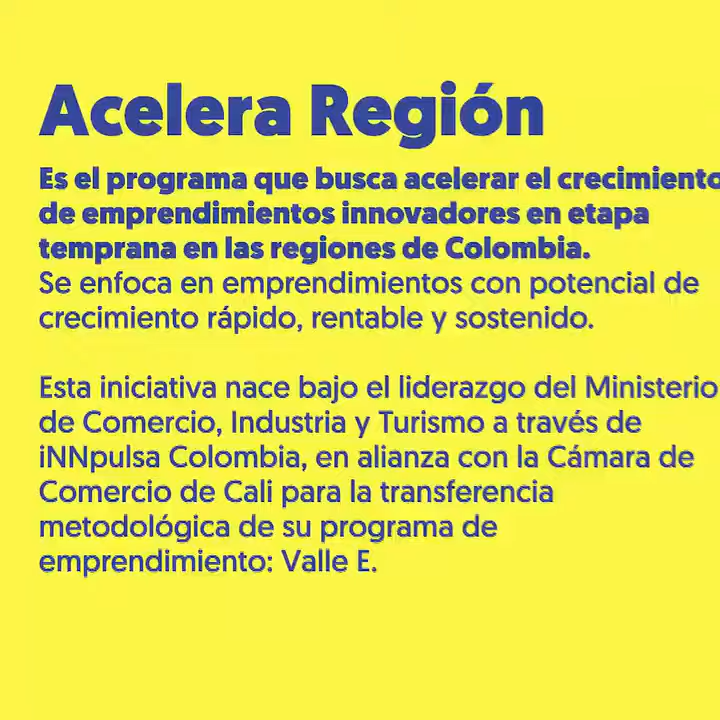 Acelera Región
Es el programa que busca acelerar el crecimiento
de emprendimientos innovadores en etapa
temprana en las regiones de Colombia.
Se enfoca en emprendimientos con potencial de
crecimiento rápido, rentable y sostenido.
Esta iniciativa nace bajo el liderazgo del Ministerio
de Comercio, Industria y Turismo a través de
iNNpulsa Colombia, en alianza con la Cámara de
Comercio de Cali para la transferencia
metodológica de su programa de
emprendimiento: Valle E.